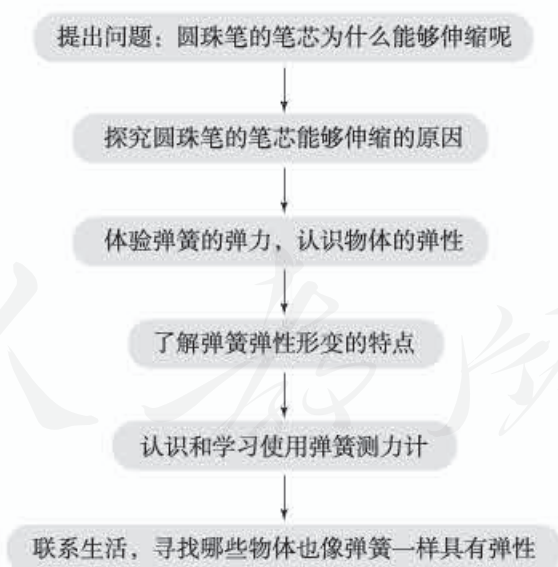 提出问题：圆珠笔的笔芯为什么能够伸缩呢
探究圆珠笔的笔芯能够伸缩的原因
体验弹簧的弹力，认识物体的弹性
了解弹簧弹性形变的特点
认识和学习使用弹簧测力计
联系生活，寻找哪些物体也像弹簧一样具有弹性